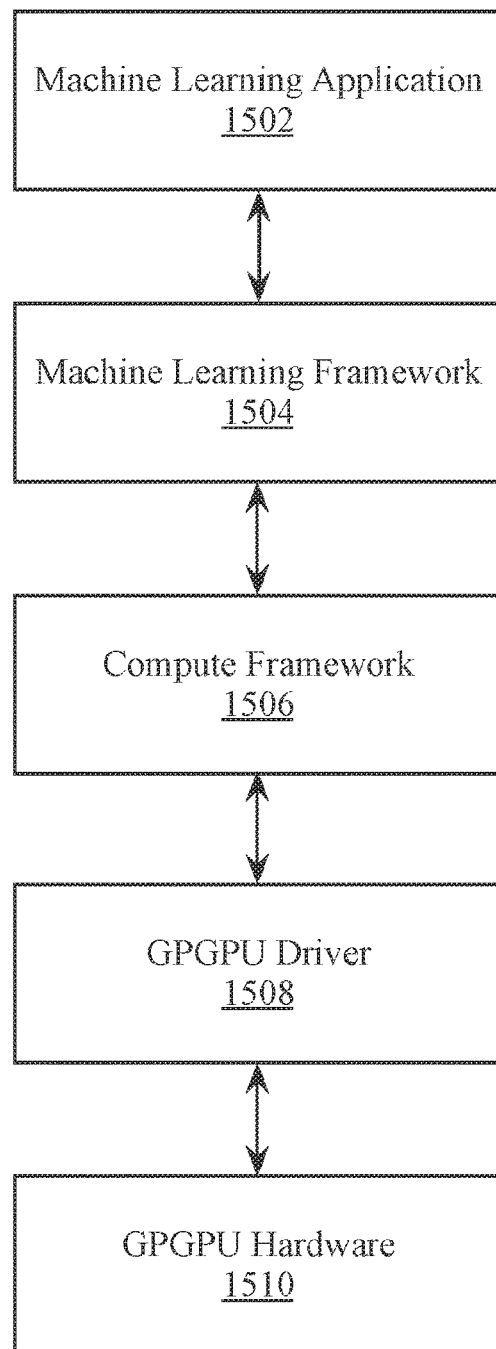 Machine Learning Application
1502
Machine Learning Framework
1504
Compute Framework
1506
GPGPU Driver
1508
GPGPU Hardware
1510